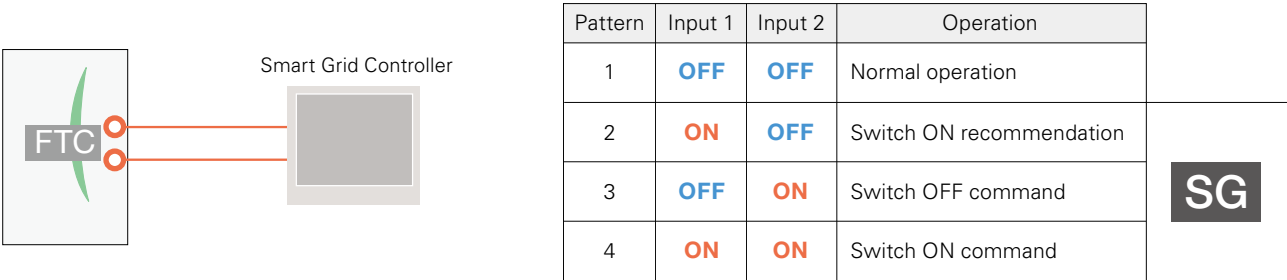 FTC
Smart Grid Controller
Pattern Input 1 Input 2 Operation
1 OFF OFF Normal operation
2 ON OFF Switch ON recommendation
3 OFF ON Switch OFF command
4 ON ON Switch ON command
SG